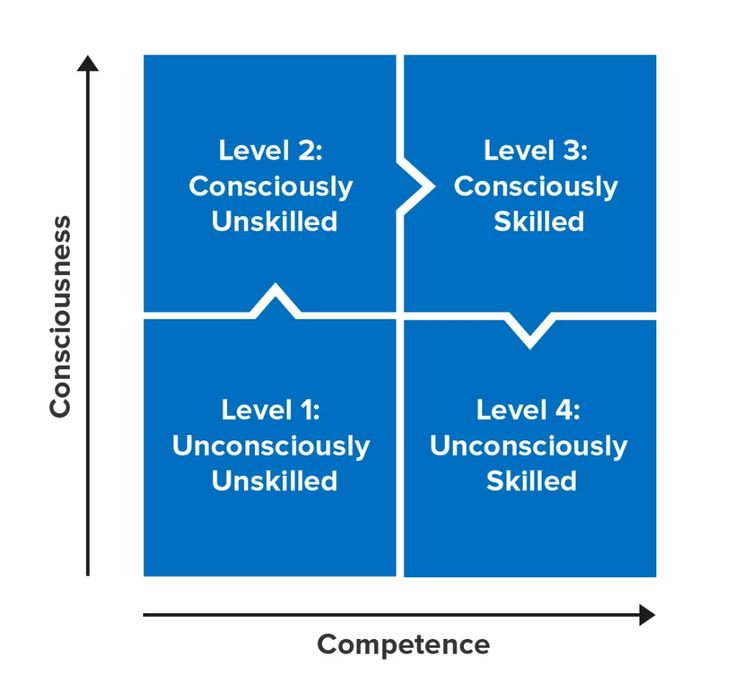 Consciousness
Level 2:
Consciously
Unskilled
Level 3:
Consciously
Skilled
Level 1:
Unconsciously
Unskilled
Level 4:
Unconsciously
Skilled
Competence